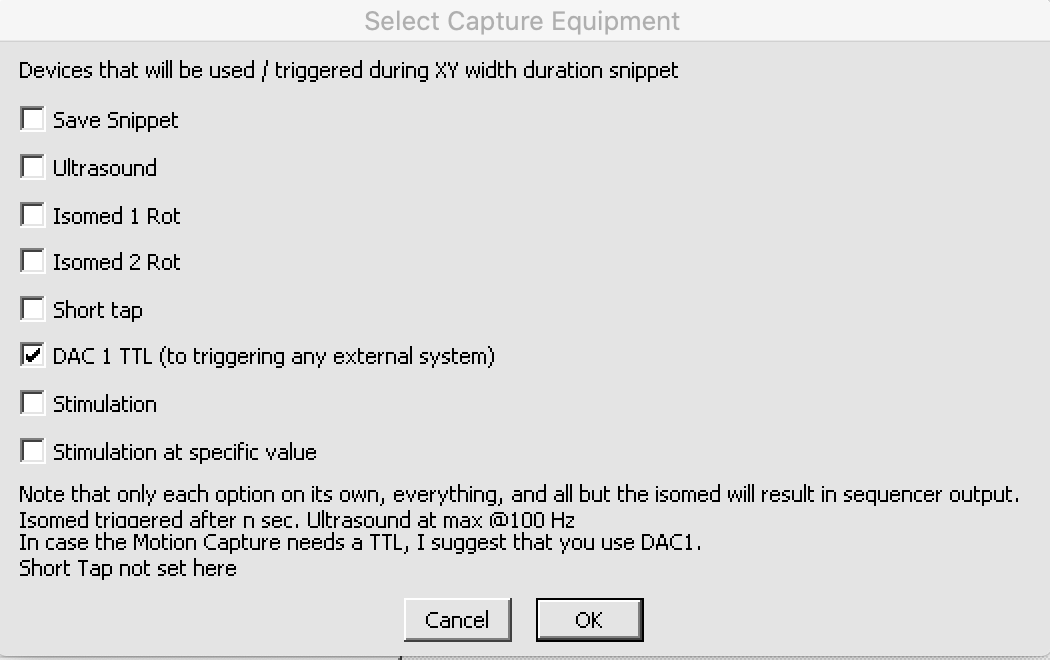 Select Capture Equipment
Devices that will be used / triggered during XY width duration snippet
Save Snippet
Ultrasound
Isomed 1 Rot
Isomed 2 Rot
Short tap
DAC 1 TTL (to triggering any external system)
Stimulation
Stimulation at specific value
Note that only each option on its own, everything, and all but the isomed will result in sequencer output.
Isomed triggered after n sec. Ultrasound at max @100 Hz
In case the Motion Capture needs a TTL, I suggest that you use DAC1.
Short Tap not set here
Cancel OK